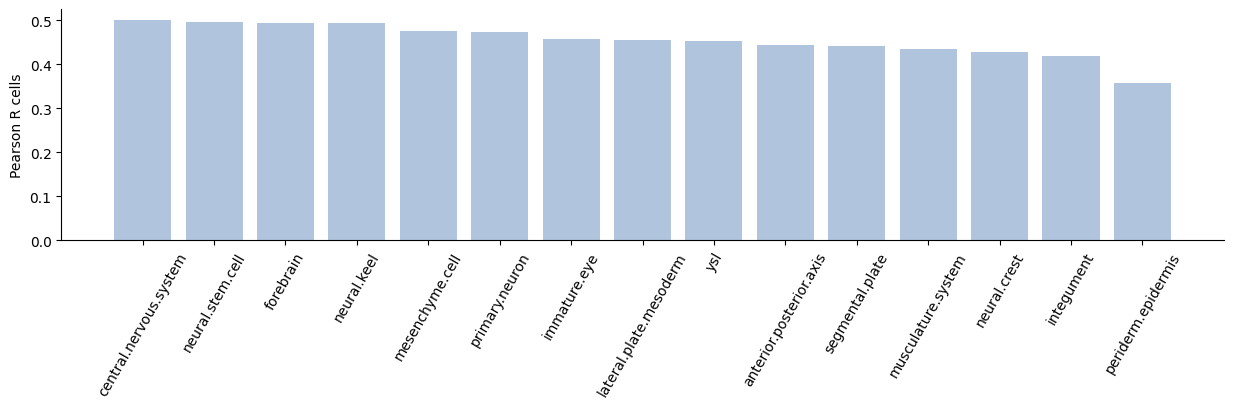 Pearson R cells
0.5
0.4
0.3
0.2
0.1
0.0
central.nervous.system
neural.stem.cell
forebrain
neural.keel
mesenchyme.cell
primary.neuron
immature.eye
lateral.plate.mesoderm
ysl
anterior.posterior.axis
segmental.plate
musculature.system
neural.crest
integument
periderm.epidermis